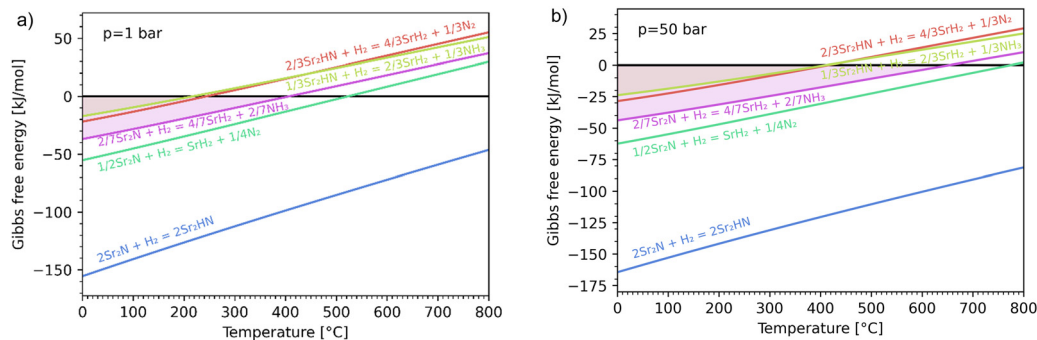 a)
p=1 bar
Gibbs free energy [kJ/mol]
50
0
−50
−100
−150
2/3Sr₂HN + H₂ = 4/3SrH₂ + 1/3N₂
1/3Sr₂HN + H₂ = 2/3SrH₂ + 1/3NH₃
2/7Sr₂N + H₂ = 4/7SrH₂ + 2/7NH₃
1/2Sr₂N + H₂ = SrH₂ + 1/4N₂
2Sr₂N + H₂ = 2Sr₂HN
0 100 200 300 400 500 600 700 800
Temperature [°C]
b)
p=50 bar
Gibbs free energy [kJ/mol]
25
0
−25
−50
−75
−100
−125
−150
−175
2/3Sr₂HN + H₂ = 4/3SrH₂ + 1/3N₂
1/3Sr₂HN + H₂ = 2/3SrH₂ + 1/3NH₃
2/7Sr₂N + H₂ = 4/7SrH₂ + 2/7NH₃
1/2Sr₂N + H₂ = SrH₂ + 1/4N₂
2Sr₂N + H₂ = 2Sr₂HN
0 100 200 300 400 500 600 700 800
Temperature [°C]